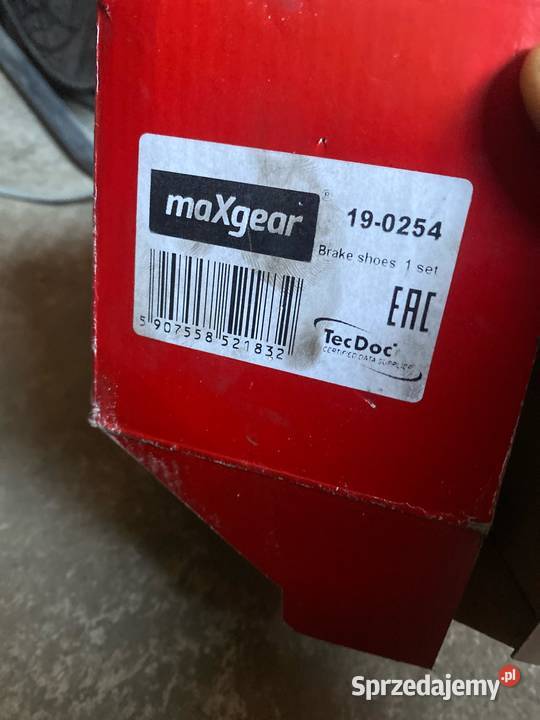 maXgear ®
19-0254
Brake shoes 1 set
5 907558 521832
EAC
TecDoc®
CERTIFIED DATA SUPPLIER
Sprzedajemy.pl